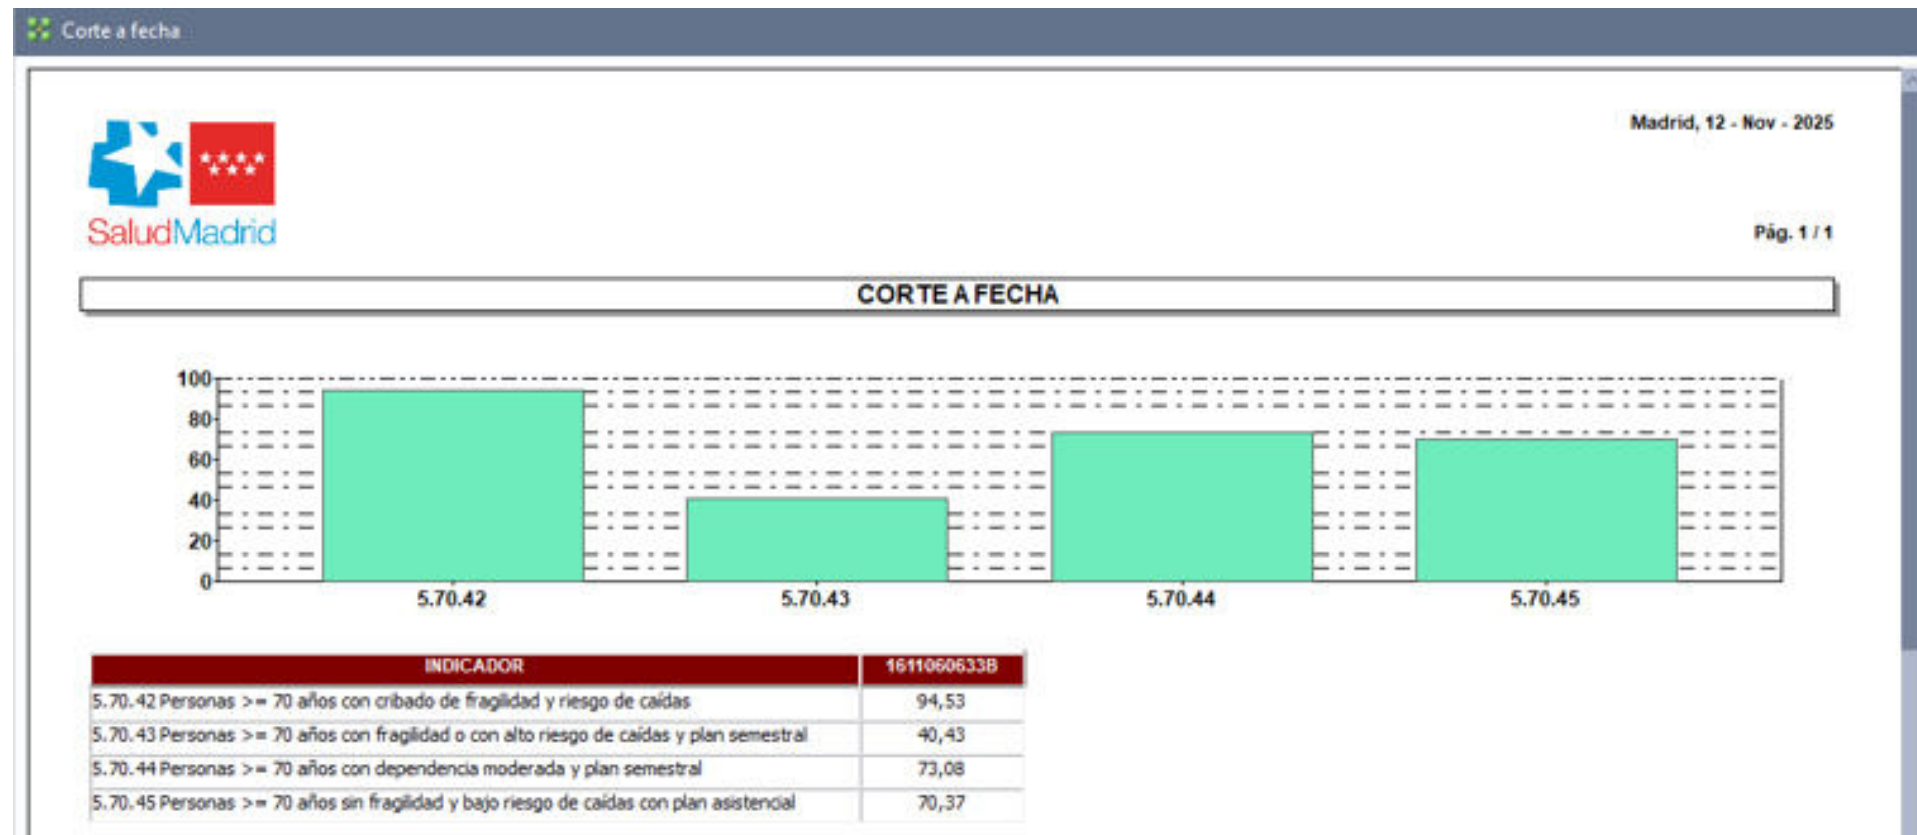 Corte a fecha
Madrid, 12 - Nov - 2025
SaludMadrid
Pág. 1 / 1
CORTE A FECHA
100
80
60
40
20
0
5.70.42 5.70.43 5.70.44 5.70.45
INDICADOR 1611060633B
5.70.42 Personas >= 70 años con cribado de fragilidad y riesgo de caídas 94,53
5.70.43 Personas >= 70 años con fragilidad o con alto riesgo de caídas y plan semestral 40,43
5.70.44 Personas >= 70 años con dependencia moderada y plan semestral 73,08
5.70.45 Personas >= 70 años sin fragilidad y bajo riesgo de caídas con plan asistencial 70,37